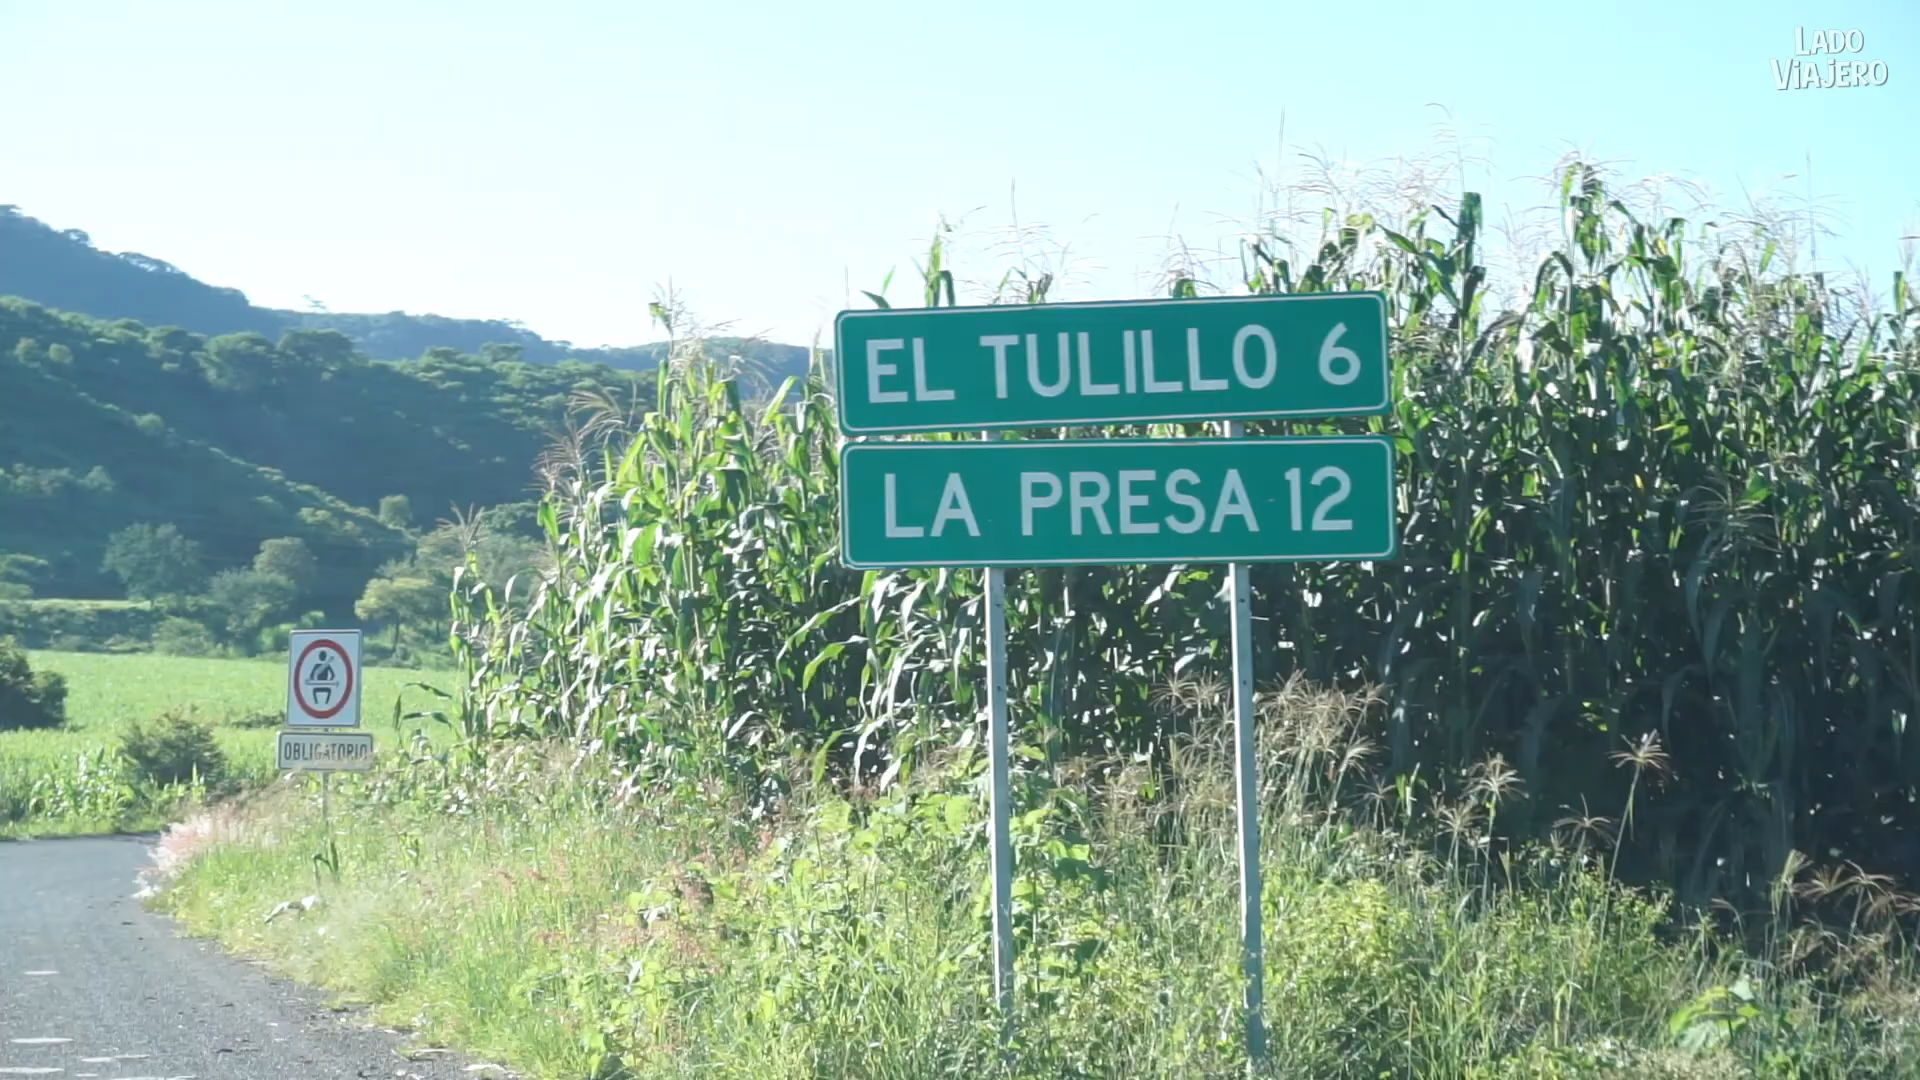 LADO
ViAJERO
EL TULILLO 6
LA PRESA 12
OBLIGATORIO